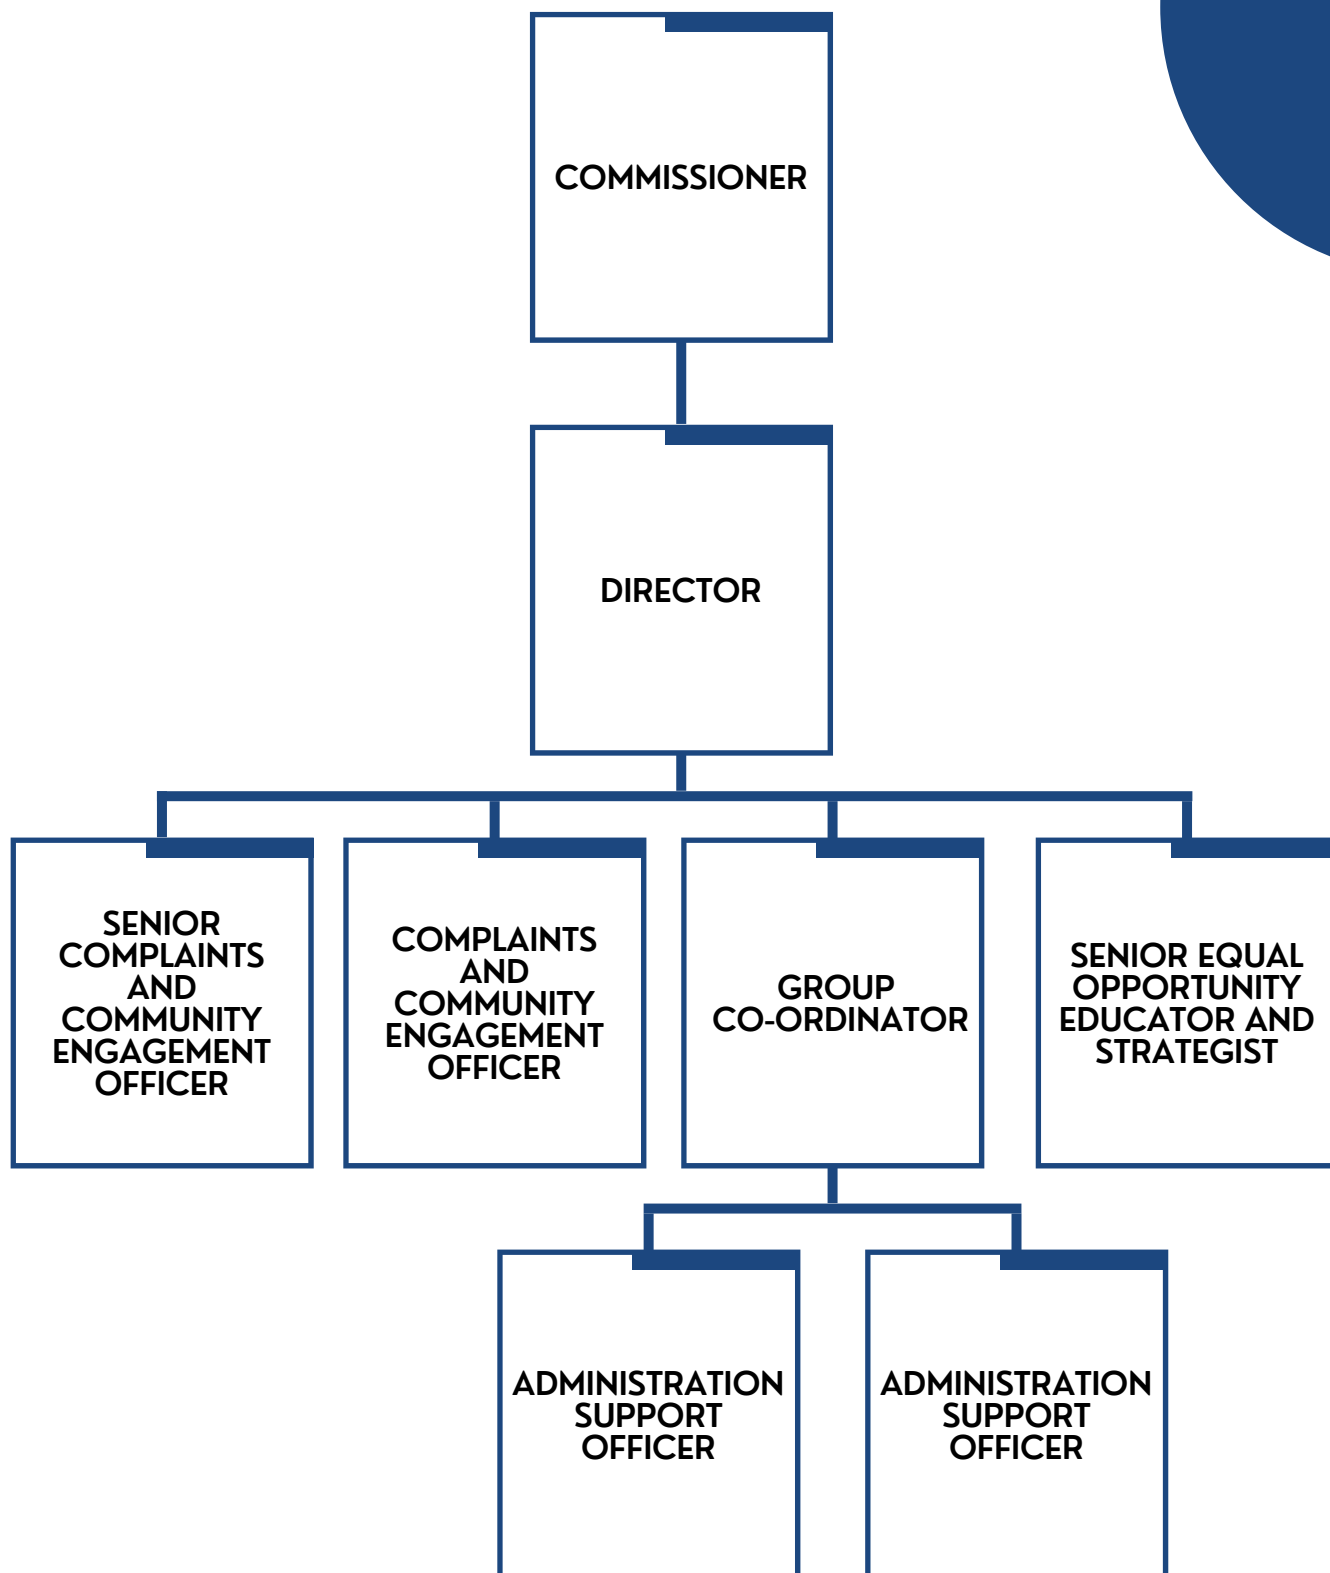 COMMISSIONER
DIRECTOR
SENIOR
COMPLAINTS
AND
COMMUNITY
ENGAGEMENT
OFFICER
COMPLAINTS
AND
COMMUNITY
ENGAGEMENT
OFFICER
GROUP
CO-ORDINATOR
SENIOR EQUAL
OPPORTUNITY
EDUCATOR AND
STRATEGIST
ADMINISTRATION
SUPPORT
OFFICER
ADMINISTRATION
SUPPORT
OFFICER